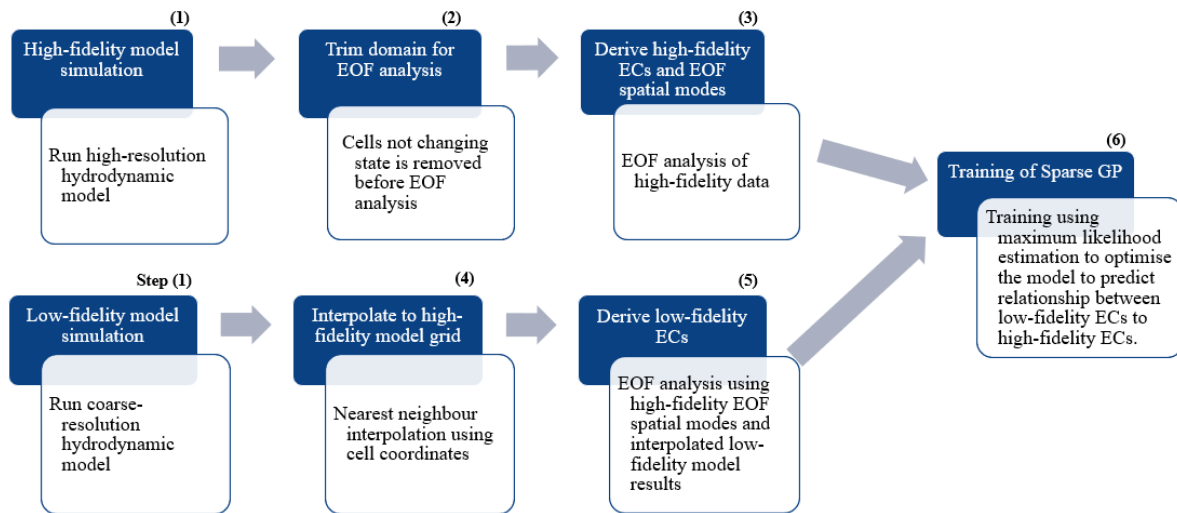 (1)
High-fidelity model
simulation
Run high-resolution
hydrodynamic
model
(2)
Trim domain for
EOF analysis
Cells not changing
state is removed
before EOF
analysis
(3)
Derive high-fidelity
ECs and EOF
spatial modes
EOF analysis of
high-fidelity data
Step (1)
Low-fidelity model
simulation
Run coarse-
resolution
hydrodynamic
model
(4)
Interpolate to high-
fidelity model grid
Nearest neighbour
interpolation using
cell coordinates
(5)
Derive low-fidelity
ECs
EOF analysis using
high-fidelity EOF
spatial modes and
interpolated low-
fidelity model
results
(6)
Training of Sparse GP
Training using
maximum likelihood
estimation to optimise
the model to predict
relationship between
low-fidelity ECs to
high-fidelity ECs.